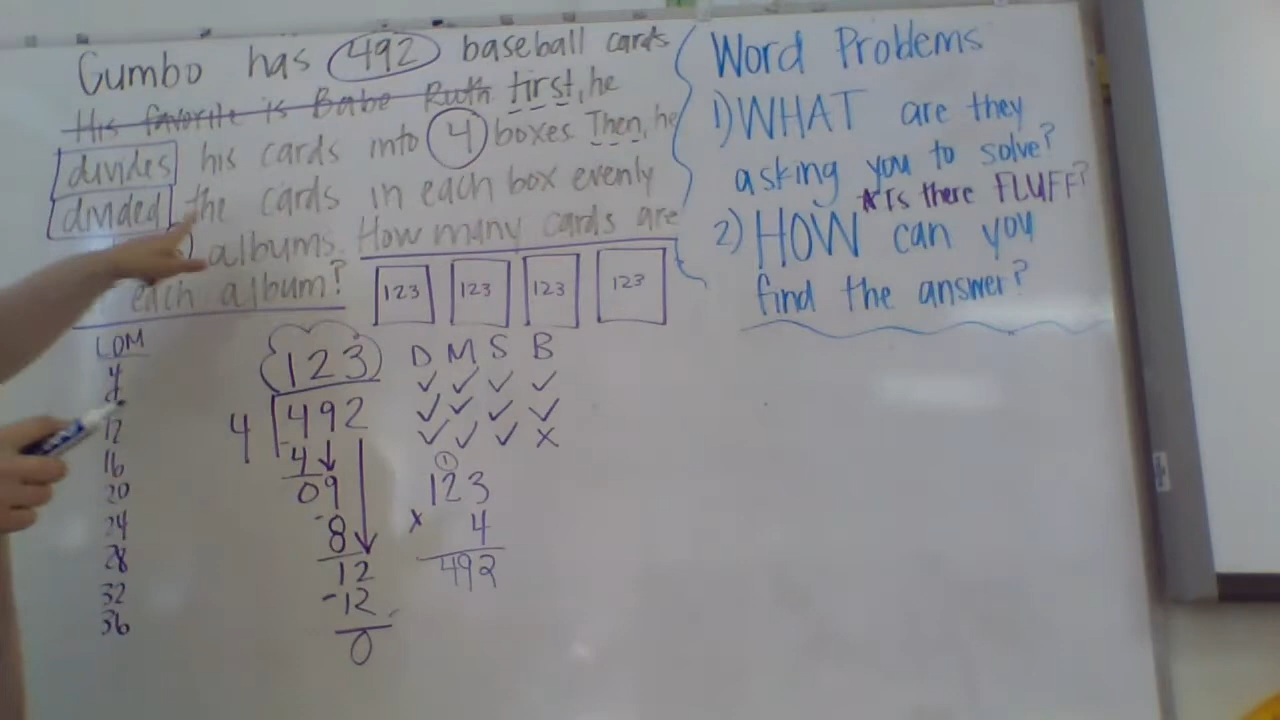 Gumbo has 492 baseball cards
His favorite is Babe Ruth first, he
divides his cards into 4 boxes. Then, he
divided the cards in each box evenly
albums. How many cards are
each album?
123 123 123 123
LOM
4
12
16
20
24
28
32
36
123
4 492
-4
09
-8
12
-12
0
D M S B
✓ ✓ ✓ ✓
✓ ✓ ✓ ✓
✓ ✓ ✓ X
1
123
x 4
492
Word Problems
1) WHAT are they
asking you to solve?
*Is there FLUFF?
2) HOW can you
find the answer?